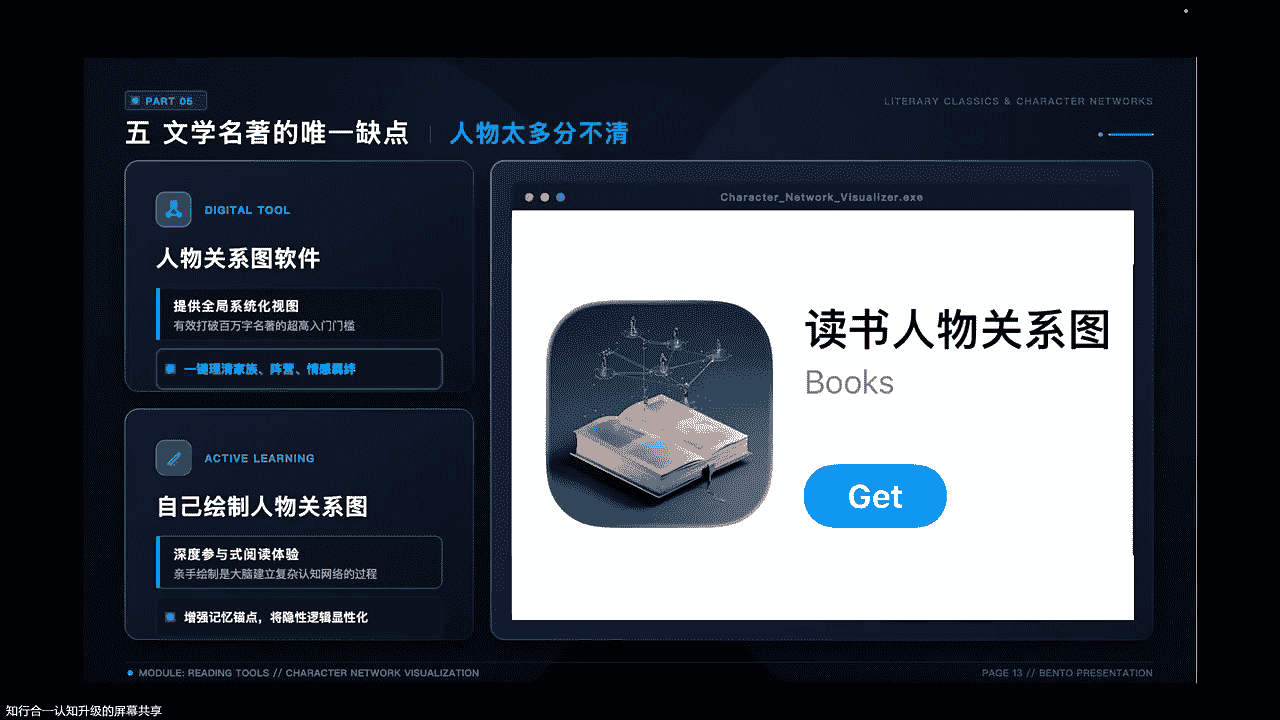 PART 05
LITERARY CLASSICS & CHARACTER NETWORKS
五 文学名著的唯一缺点
人物太多分不清
DIGITAL TOOL
人物关系图软件
提供全局系统化视图
有效打破百万字名著的超高入门门槛
一键理清家族、阵营、情感羁绊
ACTIVE LEARNING
自己绘制人物关系图
深度参与式阅读体验
亲手绘制是大脑建立复杂认知网络的过程
增强记忆锚点，将隐性逻辑显性化
Character_Network_Visualizer.exe
读书人物关系图
Books
Get
MODULE: READING TOOLS // CHARACTER NETWORK VISUALIZATION
PAGE 13 // BENTO PRESENTATION
知行合一认知升级的屏幕共享